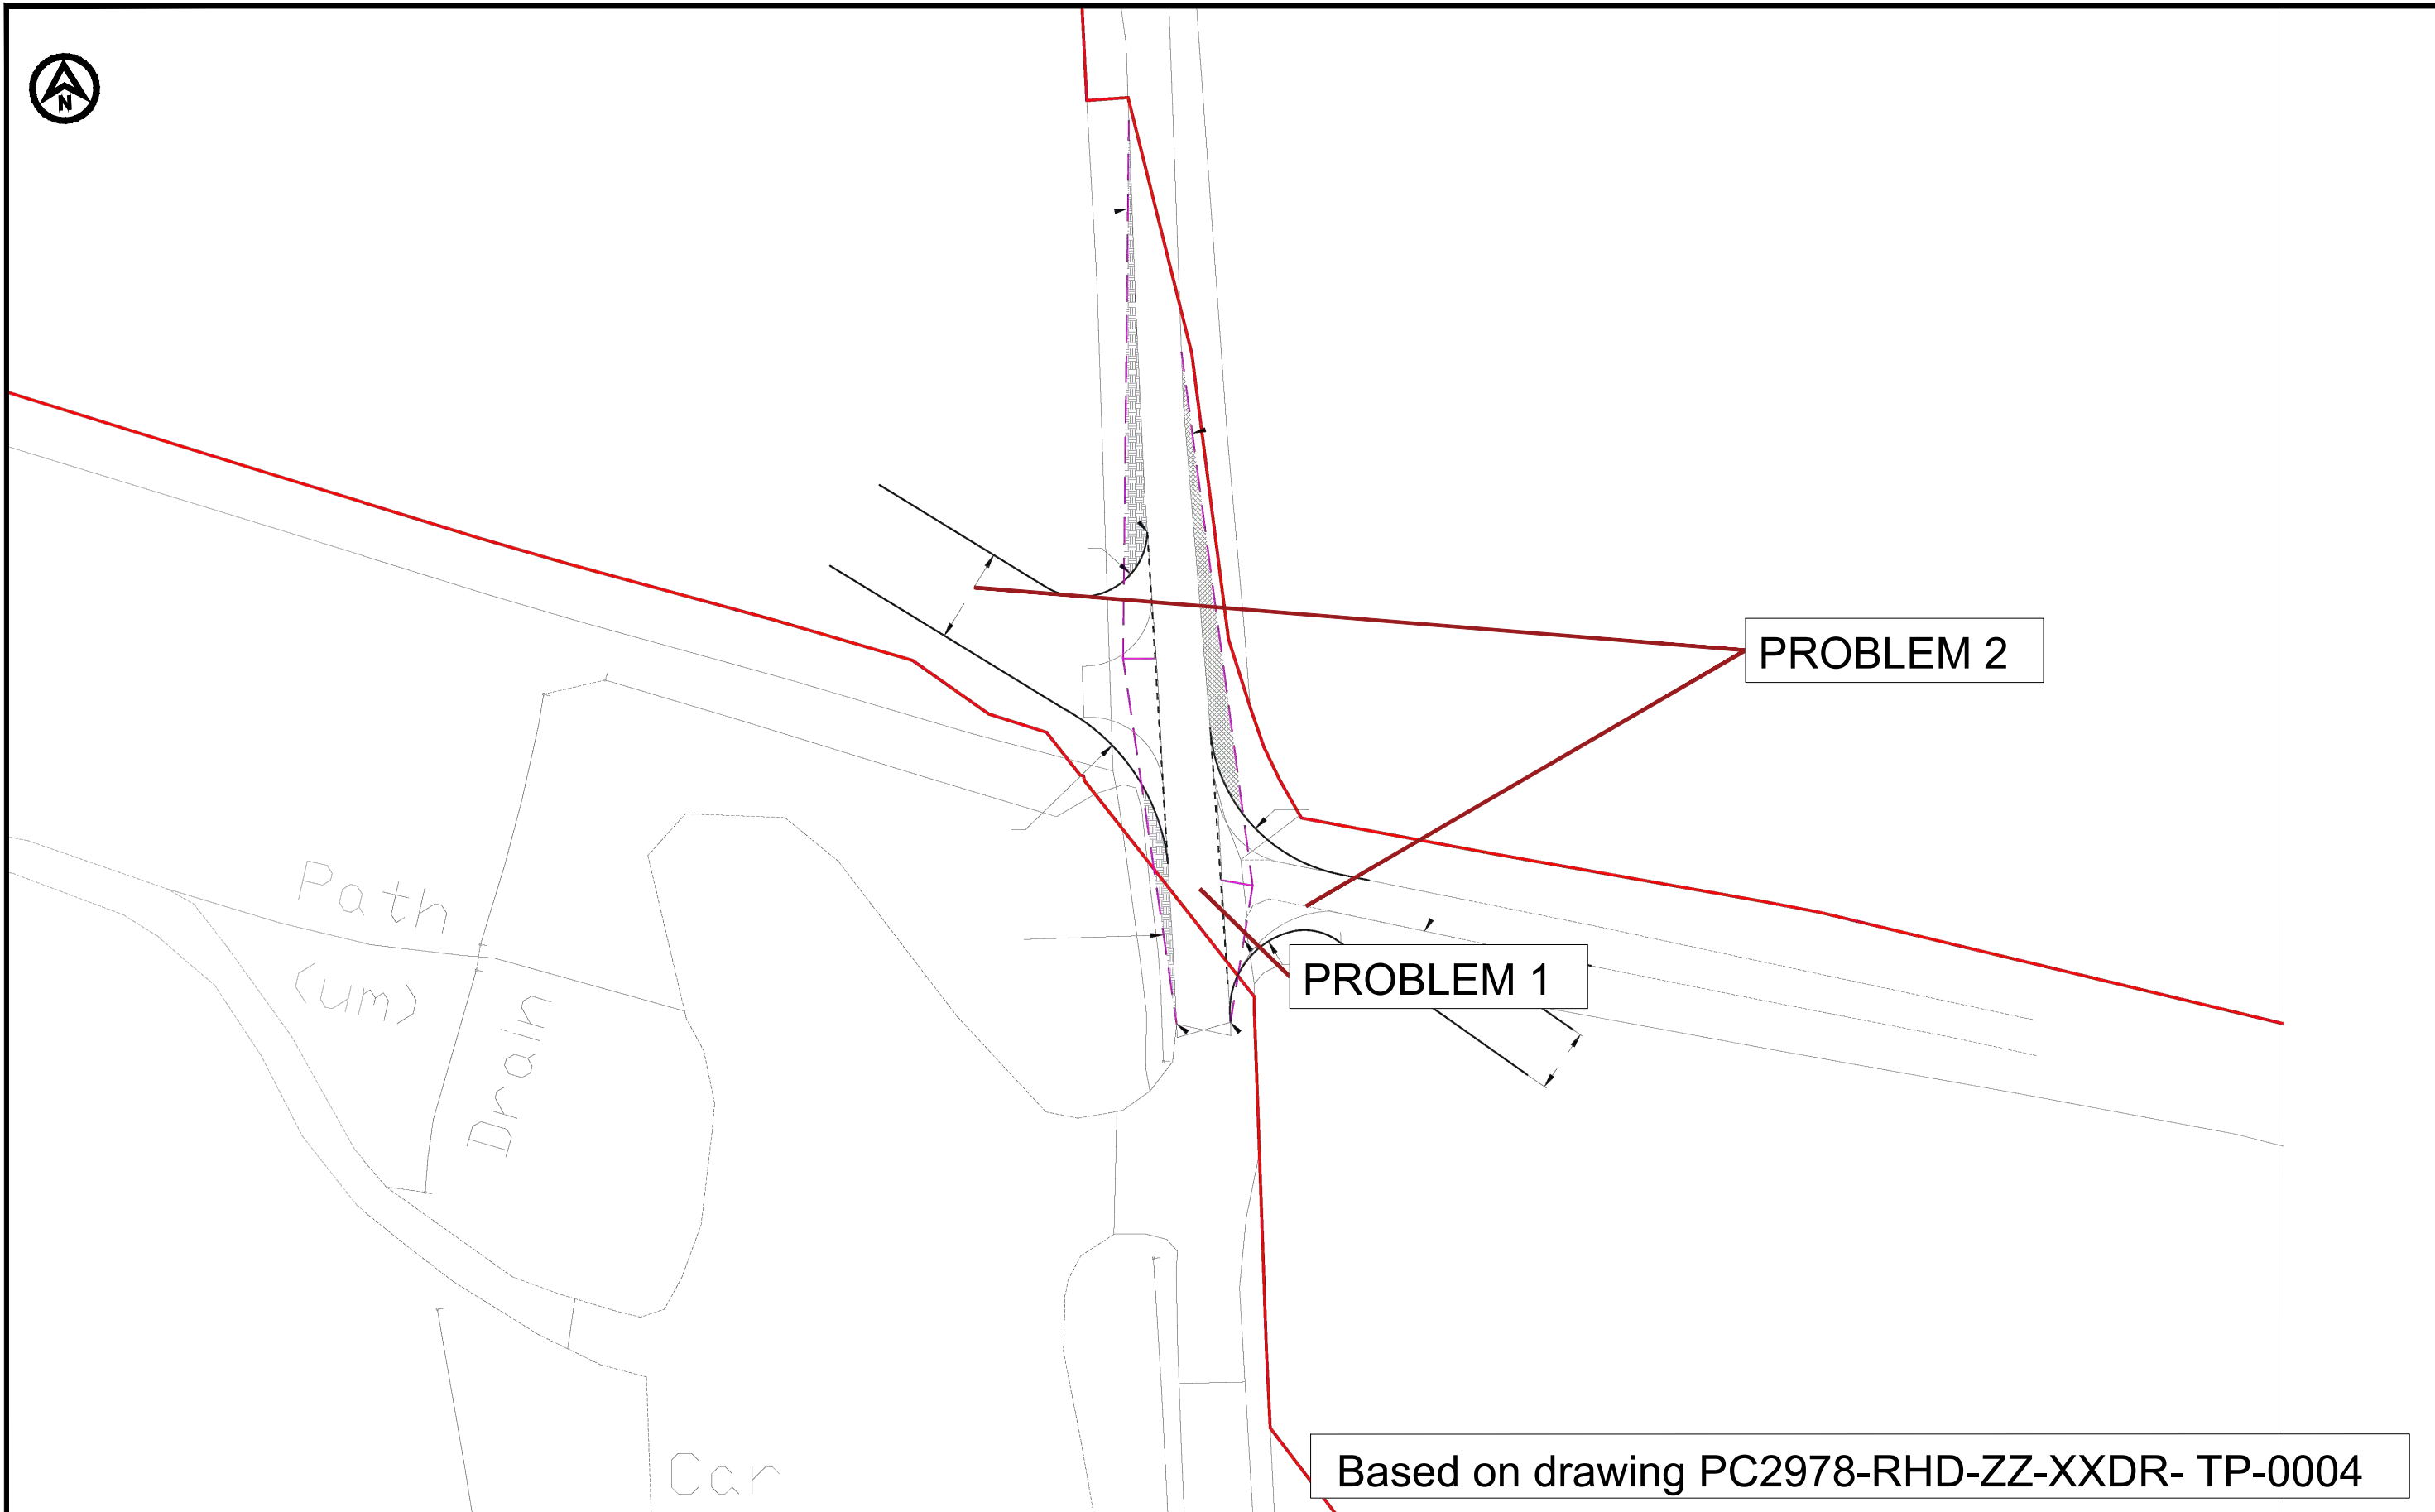 N
PROBLEM 2
Path
(um)
Drain
PROBLEM 1
Car
Based on drawing PC2978-RHD-ZZ-XXDR- TP-0004